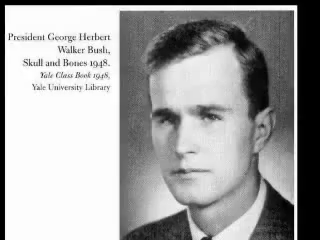 President George Herbert
Walker Bush,
Skull and Bones 1948.
Yale Class Book 1948,
Yale University Library